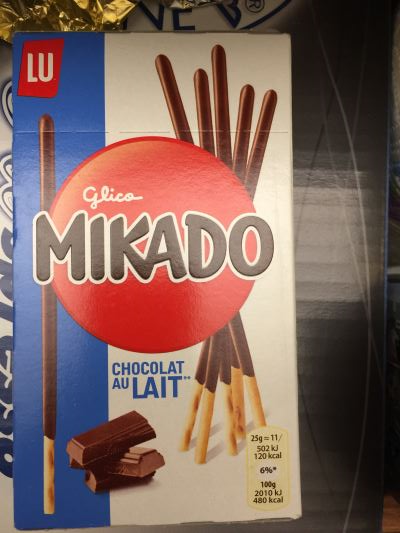 LU
Glico
MIKADO
CHOCOLAT
AU LAIT**
25g = 11/
502 kJ
120 kcal
6%*
100g
2010 kJ
480 kcal